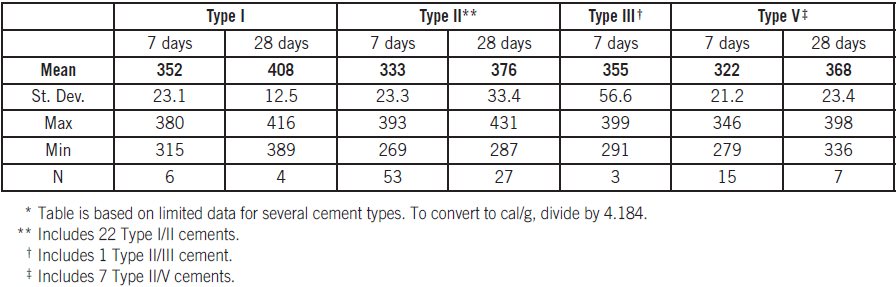 Type I Type II** Type III† Type V‡
7 days 28 days 7 days 28 days 7 days 7 days 28 days
Mean 352 408 333 376 355 322 368
St. Dev. 23.1 12.5 23.3 33.4 56.6 21.2 23.4
Max 380 416 393 431 399 346 398
Min 315 389 269 287 291 279 336
N 6 4 53 27 3 15 7
* Table is based on limited data for several cement types. To convert to cal/g, divide by 4.184.
** Includes 22 Type I/II cements.
† Includes 1 Type II/III cement.
‡ Includes 7 Type II/V cements.